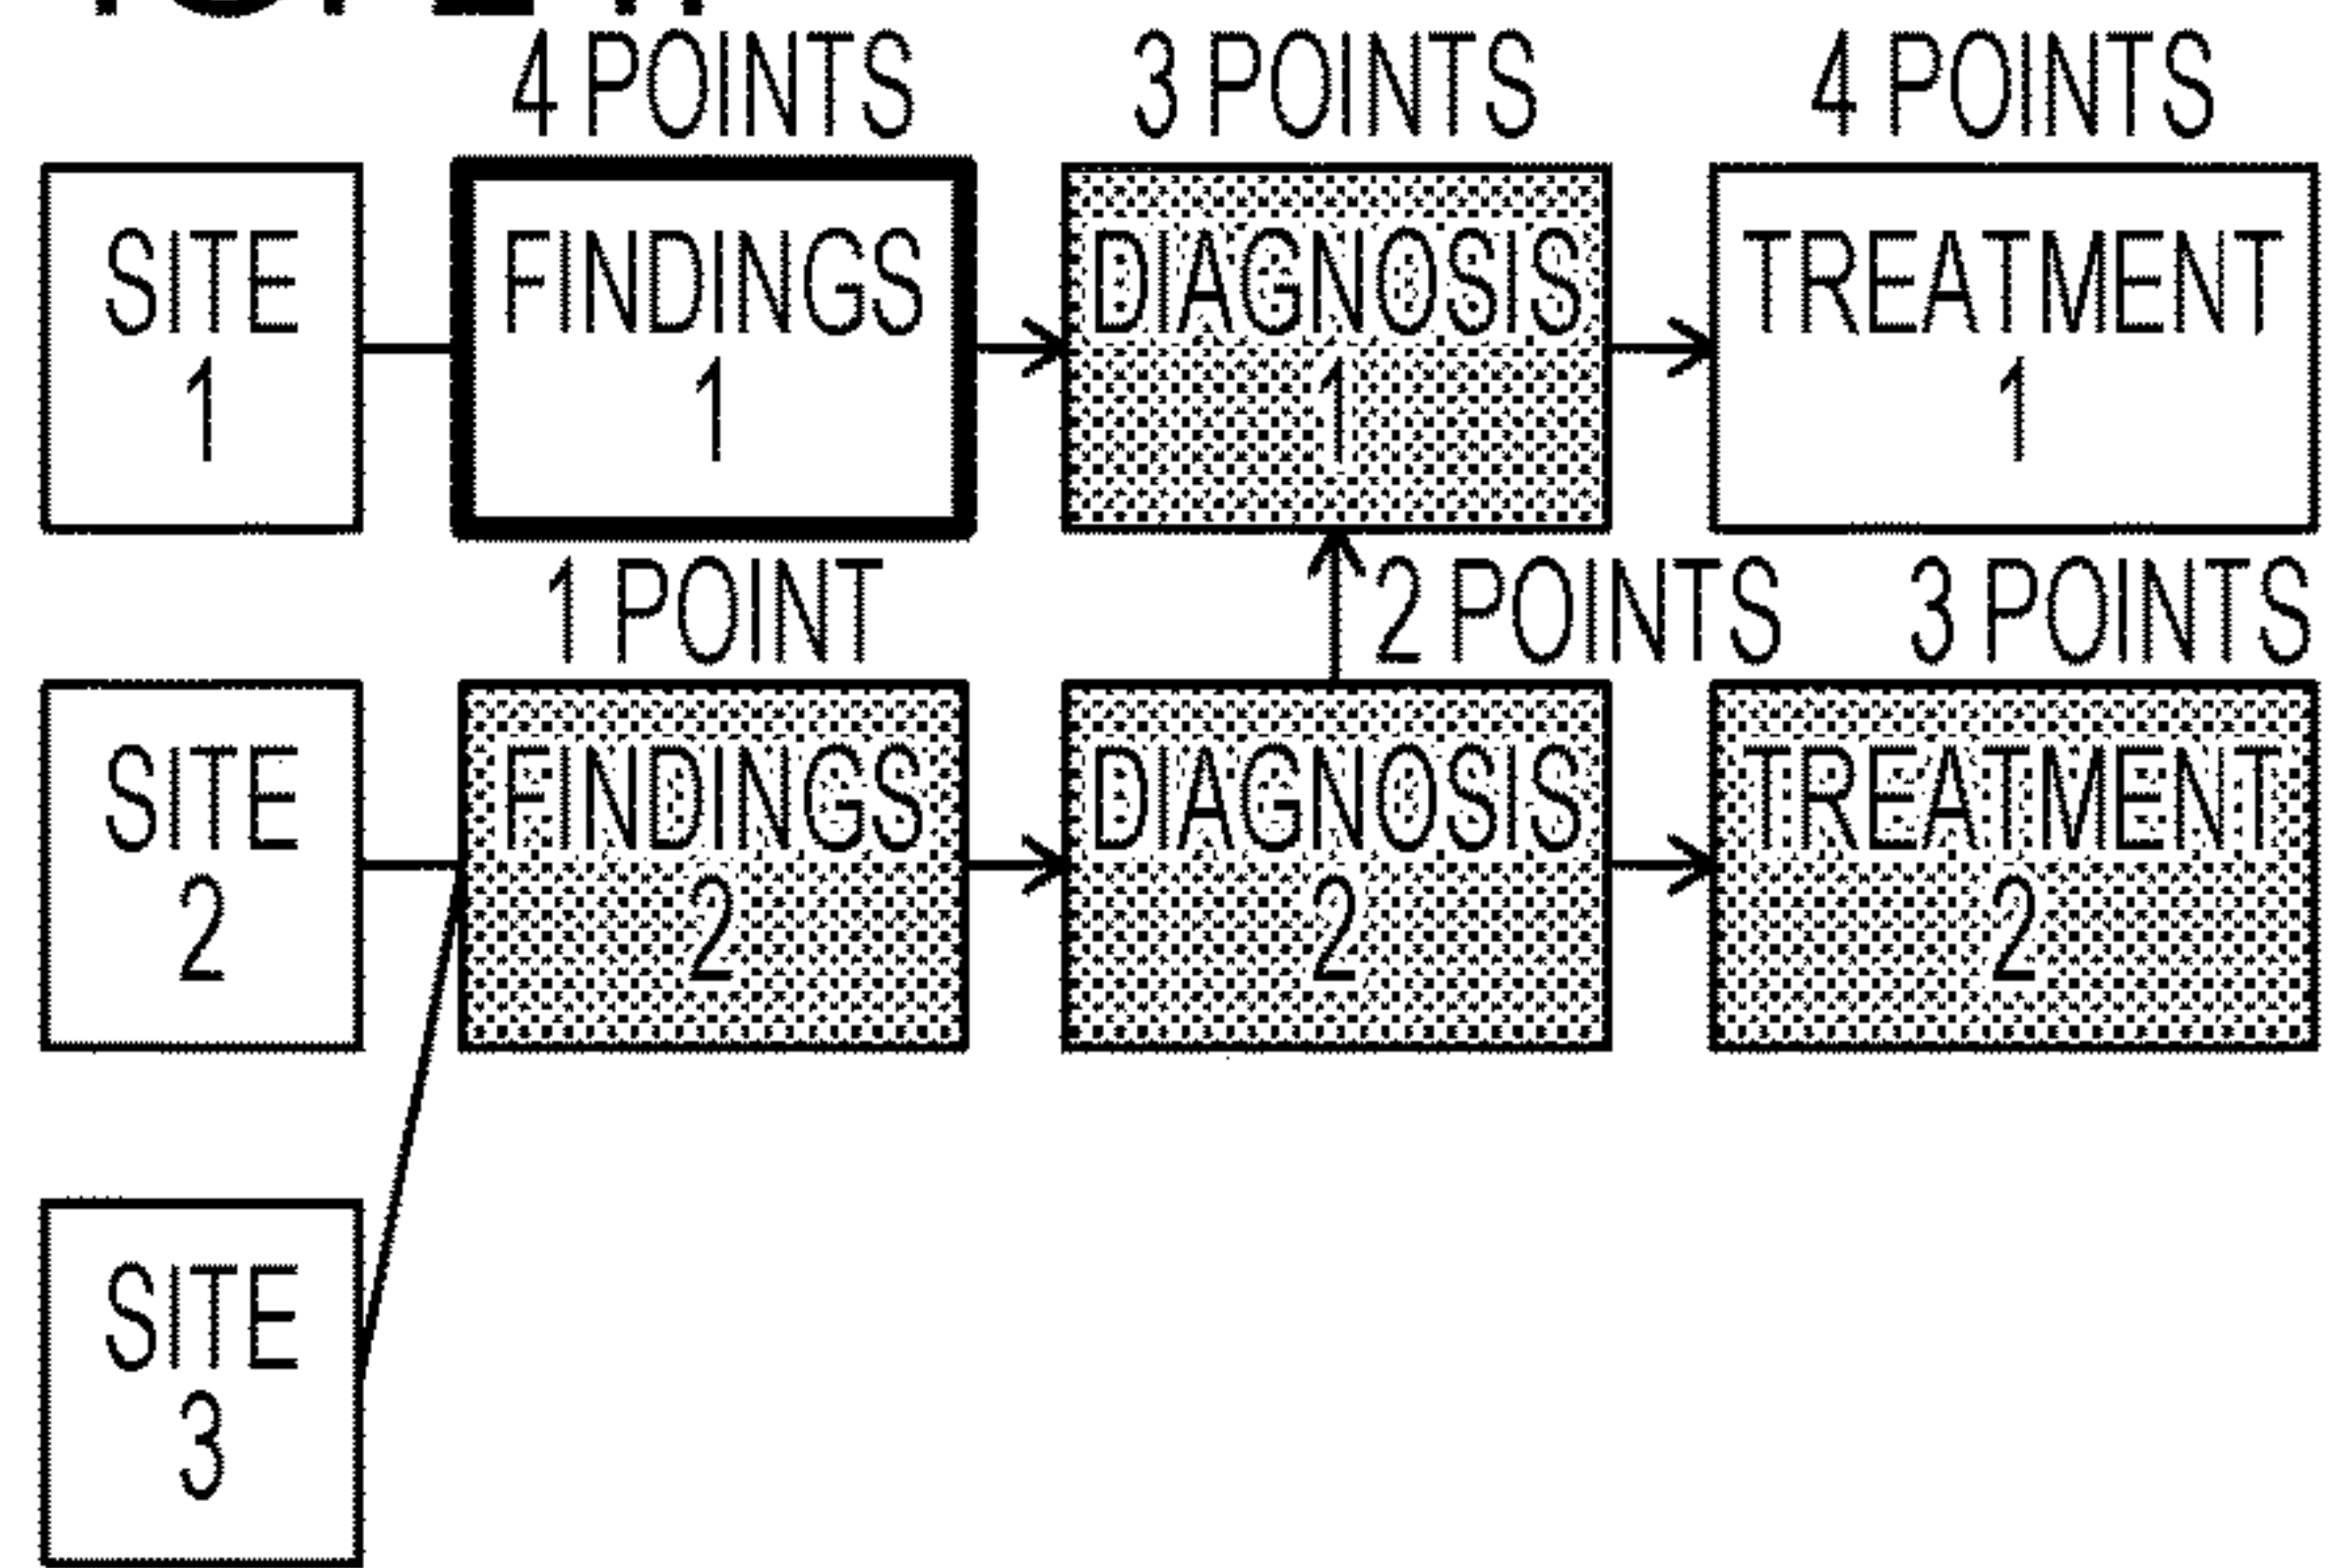 4 POINTS 3 POINTS 4 POINTS
SITE 1
FINDINGS 1
DIAGNOSIS 1
TREATMENT 1
1 POINT 2 POINTS 3 POINTS
SITE 2
FINDINGS 2
DIAGNOSIS 2
TREATMENT 2
SITE 3